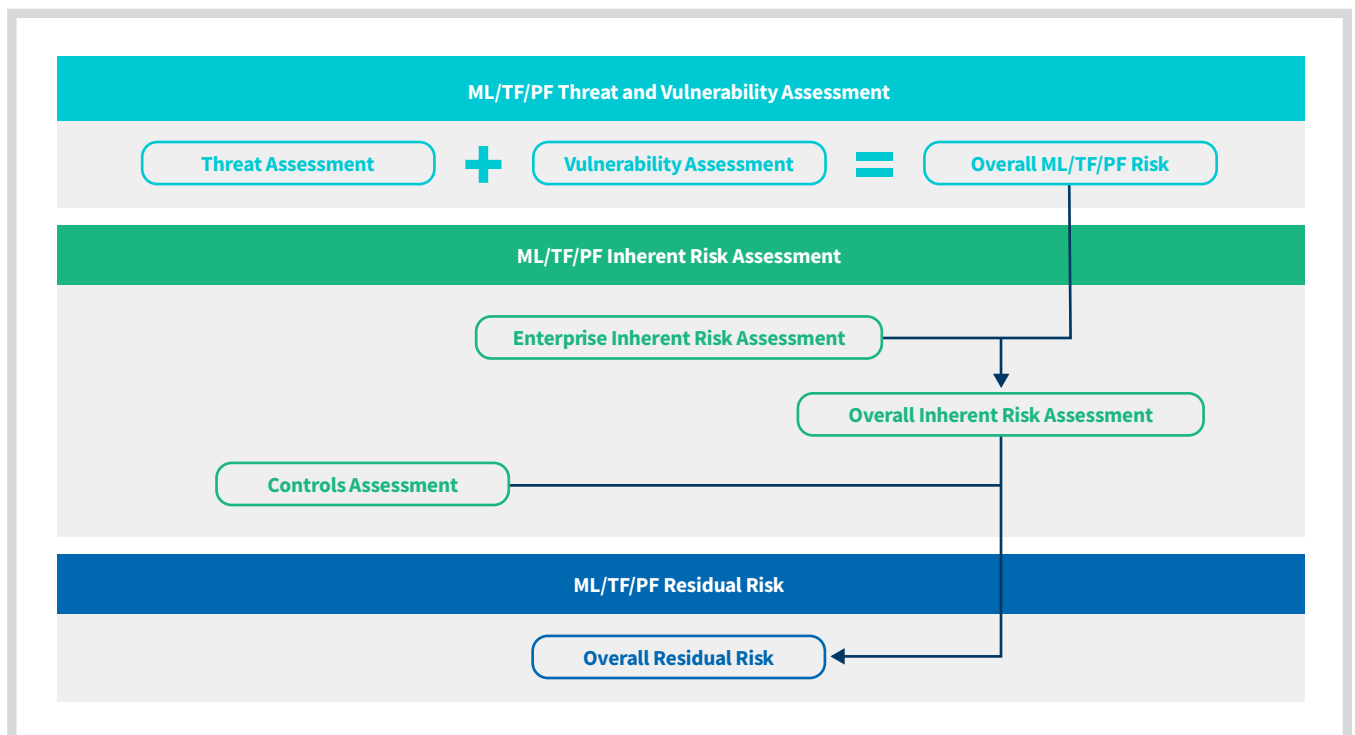 ML/TF/PF Threat and Vulnerability Assessment
Threat Assessment + Vulnerability Assessment = Overall ML/TF/PF Risk
ML/TF/PF Inherent Risk Assessment
Enterprise Inherent Risk Assessment
Overall Inherent Risk Assessment
Controls Assessment
ML/TF/PF Residual Risk
Overall Residual Risk